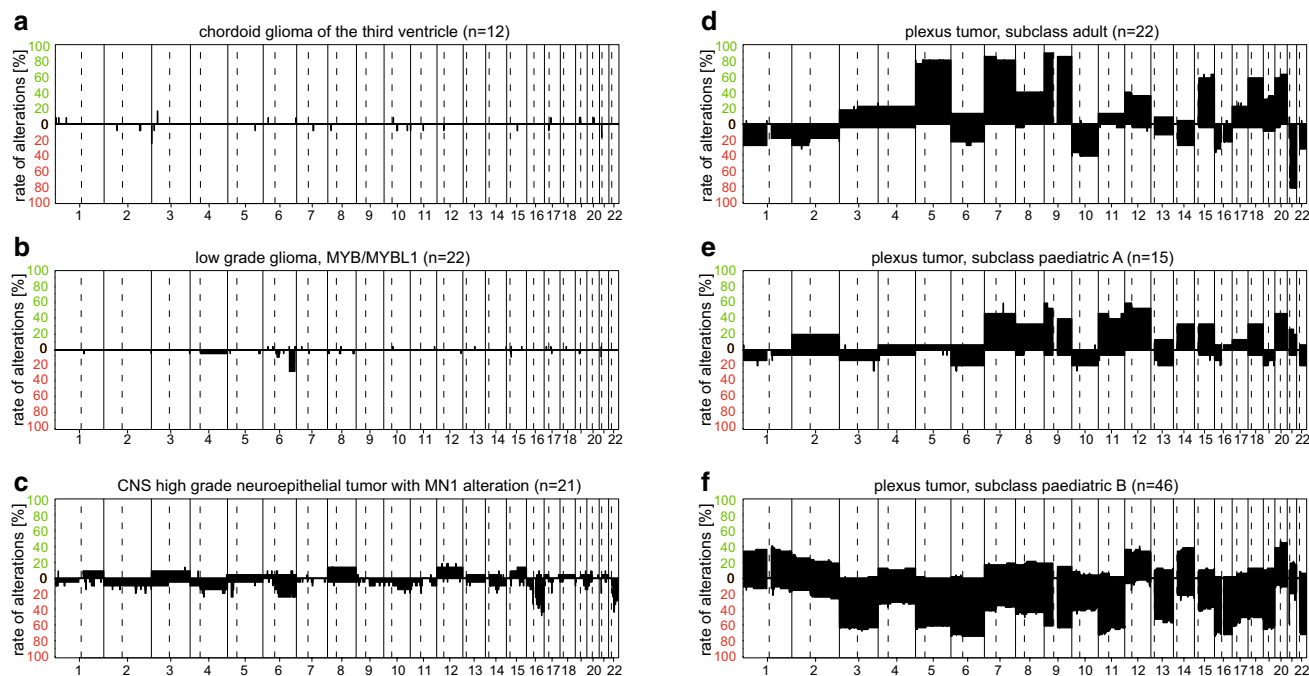 a
chordoid glioma of the third ventricle (n=12)
rate of alterations [%]
100
80
60
40
20
0
20
40
60
80
100
1 2 3 4 5 6 7 8 9 10 11 12 13 14 15 16 17 18 20 22
b
low grade glioma, MYB/MYBL1 (n=22)
rate of alterations [%]
100
80
60
40
20
0
20
40
60
80
100
1 2 3 4 5 6 7 8 9 10 11 12 13 14 15 16 17 18 20 22
c
CNS high grade neuroepithelial tumor with MN1 alteration (n=21)
rate of alterations [%]
100
80
60
40
20
0
20
40
60
80
100
1 2 3 4 5 6 7 8 9 10 11 12 13 14 15 16 17 18 20 22
d
plexus tumor, subclass adult (n=22)
rate of alterations [%]
100
80
60
40
20
0
20
40
60
80
100
1 2 3 4 5 6 7 8 9 10 11 12 13 14 15 16 17 18 20 22
e
plexus tumor, subclass paediatric A (n=15)
rate of alterations [%]
100
80
60
40
20
0
20
40
60
80
100
1 2 3 4 5 6 7 8 9 10 11 12 13 14 15 16 17 18 20 22
f
plexus tumor, subclass paediatric B (n=46)
rate of alterations [%]
100
80
60
40
20
0
20
40
60
80
100
1 2 3 4 5 6 7 8 9 10 11 12 13 14 15 16 17 18 20 22